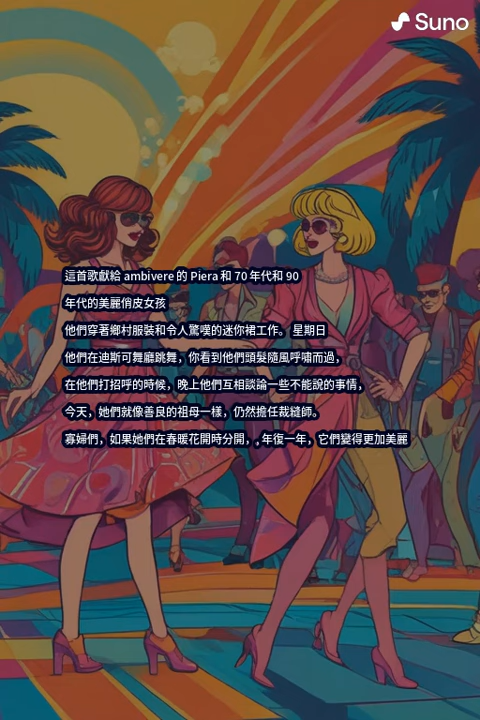 Suno
這首歌獻給 ambivere 的 Piera 和 70 年代和 90
年代的美麗俏皮女孩
他們穿著鄉村服裝和令人驚嘆的迷你裙工作。 星期日
他們在迪斯可舞廳跳舞，你看到他們頭髮隨風呼嘯而過，
在他們打招呼的時候，晚上他們互相談論一些不能說的事情，
今天，她們就像善良的祖母一樣，仍然擔任裁縫師。
寡婦們，如果她們在春暖花開時分開，, 年復一年，它們變得更加美麗